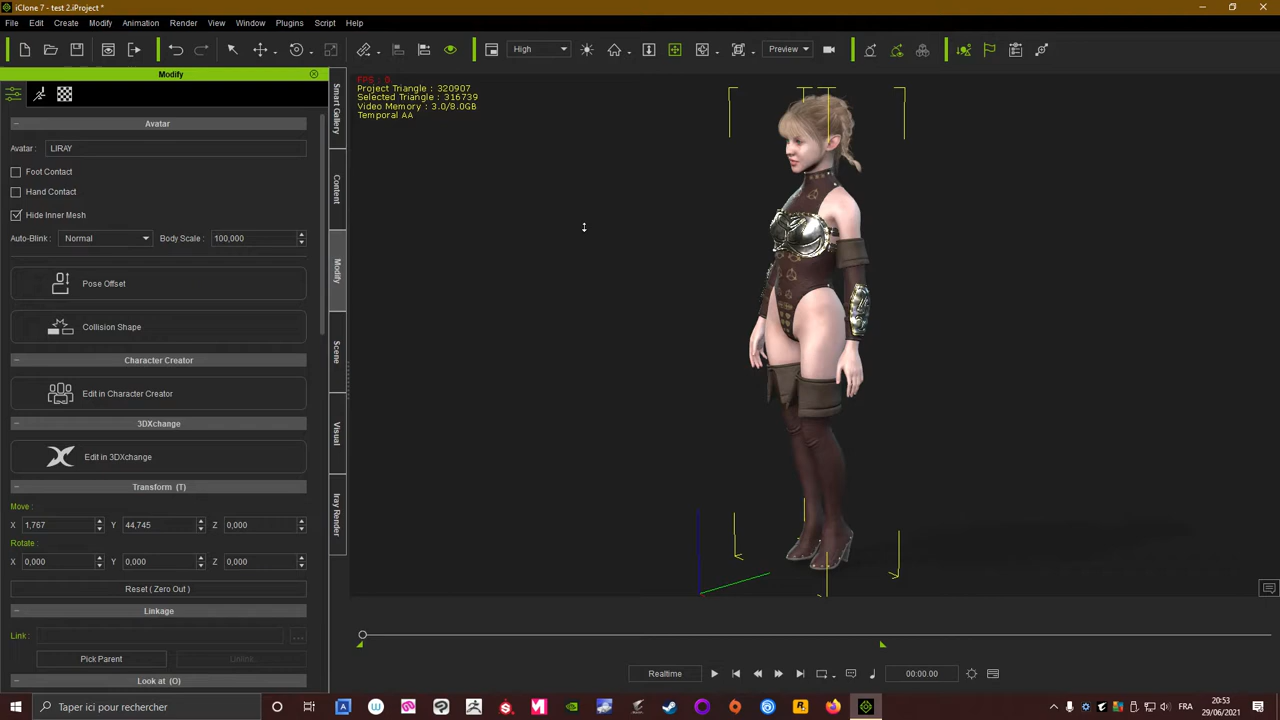 iClone 7 - test 2.iProject *
File Edit Create Modify Animation Render View Window Plugins Script Help
High
Preview
Modify
Avatar
Avatar : LIRAY
Foot Contact
Hand Contact
Hide Inner Mesh
Auto-Blink : Normal Body Scale : 100,000
Pose Offset
Collision Shape
Character Creator
Edit in Character Creator
3DXchange
Edit in 3DXchange
Transform (T)
Move :
X 1,767 Y 44,745 Z 0,000
Rotate :
X 0,000 Y 0,000 Z 0,000
Reset ( Zero Out )
Linkage
Link :
...
Pick Parent Unlink
Look at (O)
Smart Gallery
Content
Modify
Scene
Visual
Iray Render
FPS : 0
Project Triangle : 320907
Selected Triangle : 316739
Video Memory : 3.0/8.0GB
Temporal AA
Realtime
00:00.00
Taper ici pour rechercher
FRA
20:53
29/06/2021